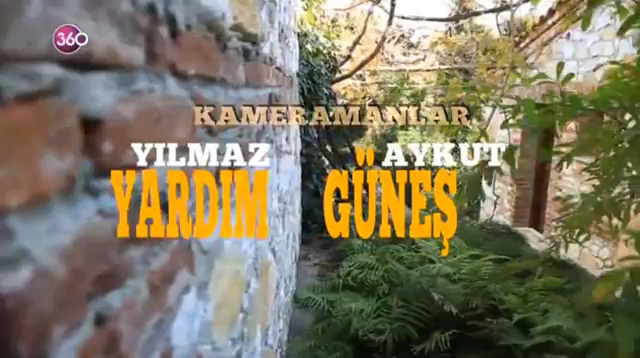 360
KAMERAMANLAR
YILMAZ
YARDIM
AYKUT
GÜNEŞ